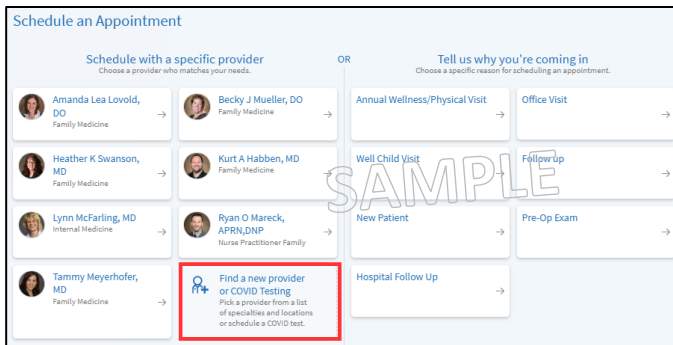 Schedule an Appointment
Schedule with a specific provider
Choose a provider who matches your needs.
OR
Tell us why you're coming in
Choose a specific reason for scheduling an appointment.
Amanda Lea Lovold,
DO
Family Medicine
Becky J Mueller, DO
Family Medicine
Annual Wellness/Physical Visit
Office Visit
Heather K Swanson,
MD
Family Medicine
Kurt A Habben, MD
Family Medicine
Well Child Visit
Follow up
SAMPLE
Lynn McFarling, MD
Internal Medicine
Ryan O Mareck,
APRN,DNP
Nurse Practitioner Family
New Patient
Pre-Op Exam
Tammy Meyerhofer,
MD
Family Medicine
Find a new provider
or COVID Testing
Pick a provider from a list
of specialties and locations
or schedule a COVID test.
Hospital Follow Up